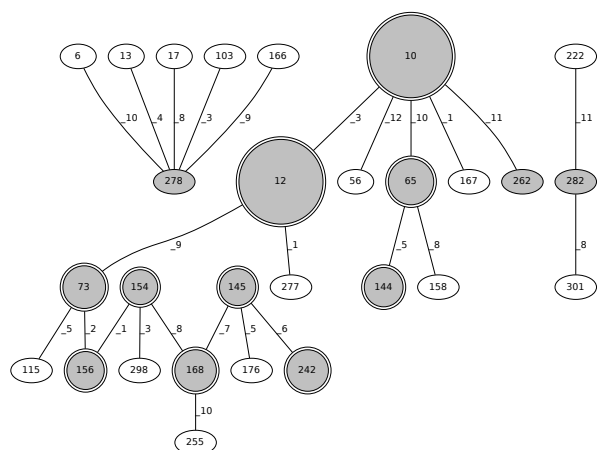 6 13 17 103 166 10 222
_10 _4 _8 _3 _9 _3 _12 _10 _1 _11 _11
278 12 56 65 167 262 282
_9 _1 _5 _8 _8
73 154 145 277 144 158 301
_5 _2 _1 _3 _8 _7 _5 _6
115 156 298 168 176 242
_10
255